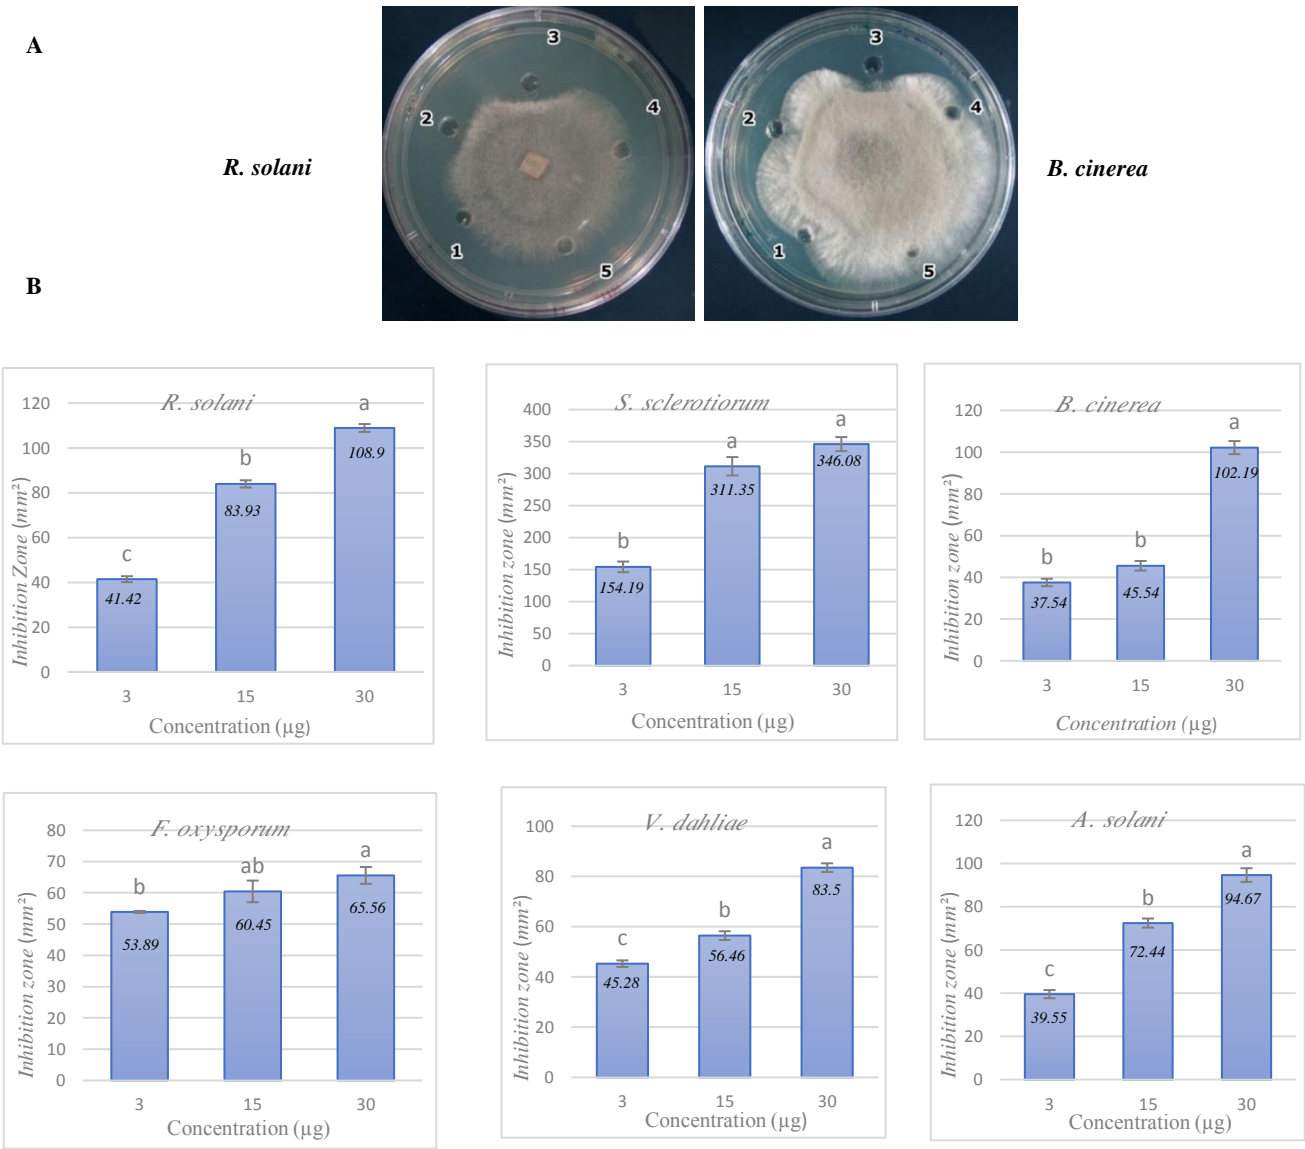 A
R. solani
3
2
4
1
5
3
2
4
1
5
B. cinerea
B
R. solani
Inhibition Zone (mm²)
120
100
80
60
40
20
0
c
b
a
41.42
83.93
108.9
3
15
30
Concentration (µg)
S. sclerotiorum
Inhibition zone (mm²)
400
350
300
250
200
150
100
50
0
b
a
a
154.19
311.35
346.08
3
15
30
Concentration (µg)
B. cinerea
Inhibition zone (mm²)
120
100
80
60
40
20
0
b
b
a
37.54
45.54
102.19
3
15
30
Concentration (µg)
F. oxysporum
Inhibition zone (mm²)
80
70
60
50
40
30
20
10
0
b
ab
a
53.89
60.45
65.56
3
15
30
Concentration (µg)
V. dahliae
Inhibition zone (mm²)
100
80
60
40
20
0
c
b
a
45.28
56.46
83.5
3
15
30
Concentration (µg)
A. solani
Inhibition zone (mm²)
120
100
80
60
40
20
0
c
b
a
39.55
72.44
94.67
3
15
30
Concentration (µg)